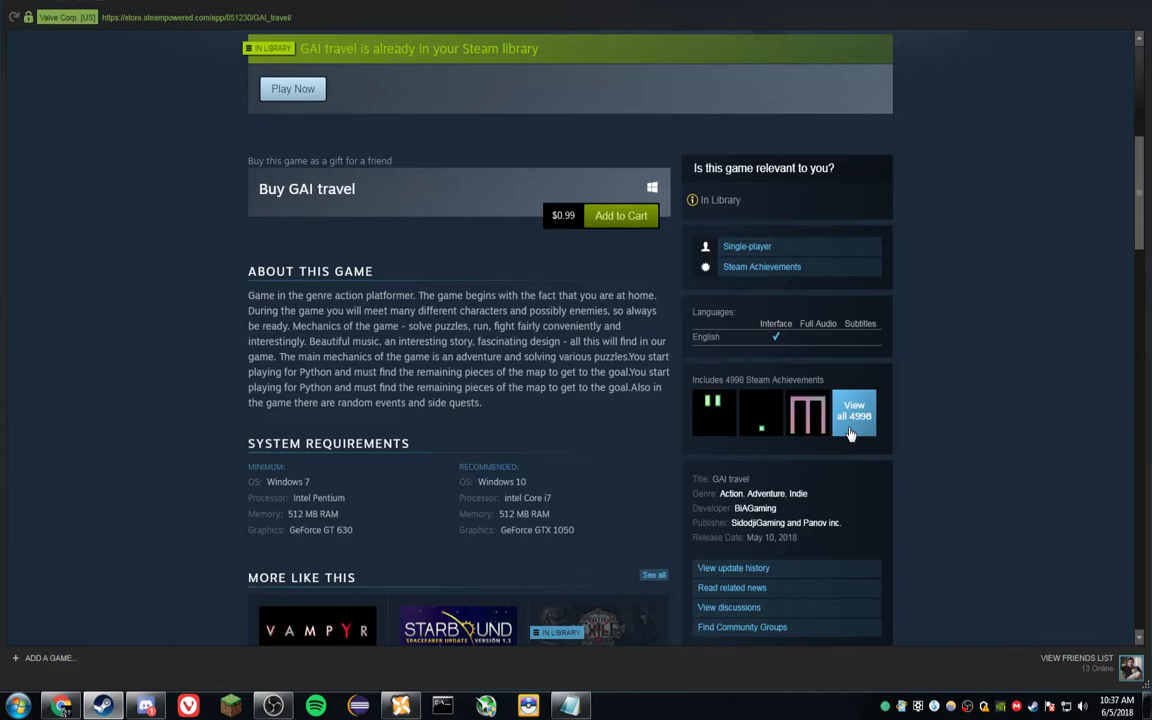 Valve Corp. [US] https://store.steampowered.com/app/851230/GAI_travel/
IN LIBRARY GAI travel is already in your Steam library
Play Now
Buy this game as a gift for a friend
Buy GAI travel
$0.99 Add to Cart
ABOUT THIS GAME
Game in the genre action platformer. The game begins with the fact that you are at home.
During the game you will meet many different characters and possibly enemies, so always
be ready. Mechanics of the game - solve puzzles, run, fight fairly conveniently and
interestingly. Beautiful music, an interesting story, fascinating design - all this will find in our
game. The main mechanics of the game is an adventure and solving various puzzles.You start
playing for Python and must find the remaining pieces of the map to get to the goal.You start
playing for Python and must find the remaining pieces of the map to get to the goal.Also in
the game there are random events and side quests.
SYSTEM REQUIREMENTS
MINIMUM:
OS: Windows 7
Processor: Intel Pentium
Memory: 512 MB RAM
Graphics: GeForce GT 630
RECOMMENDED:
OS: Windows 10
Processor: intel Core i7
Memory: 512 MB RAM
Graphics: GeForce GTX 1050
MORE LIKE THIS
See all
VAMPYR
STARBOUND
SPACEFARER UPDATE VERSION 1.3
IN LIBRARY
Is this game relevant to you?
In Library
Single-player
Steam Achievements
Languages:
Interface Full Audio Subtitles
English ✓
Includes 4998 Steam Achievements
View
all 4998
Title: GAI travel
Genre: Action, Adventure, Indie
Developer: BiAGaming
Publisher: SidodjiGaming and Panov inc.
Release Date: May 10, 2018
View update history
Read related news
View discussions
Find Community Groups
+ ADD A GAME...
VIEW FRIENDS LIST
13 Online
10:37 AM
6/5/2018